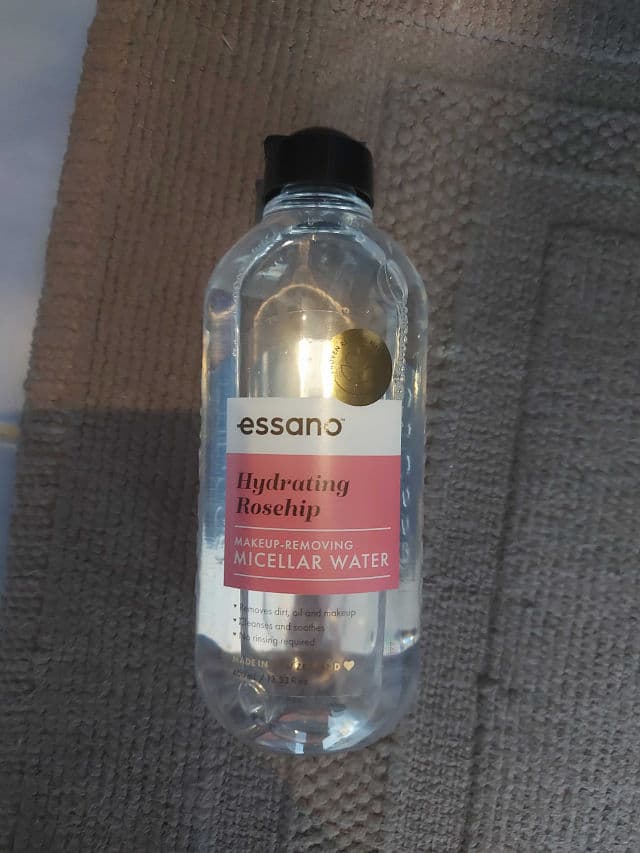 essano™
Hydrating
Rosehip
MAKEUP-REMOVING
MICELLAR WATER
• Removes dirt, oil and makeup
• Cleanses and soothes
• No rinsing required
MADE IN